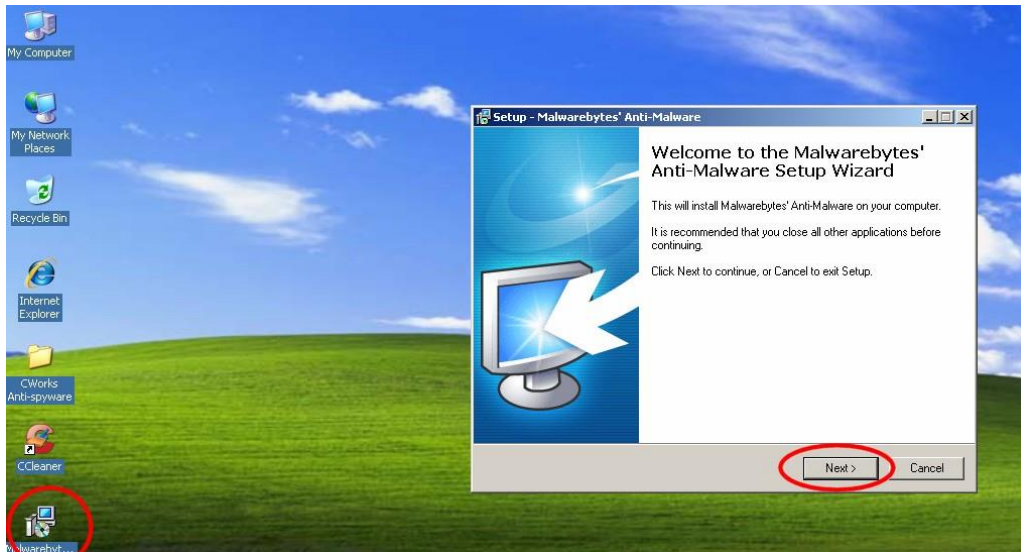 My Computer
My Network
Places
Recycle Bin
Internet
Explorer
CWorks
Anti-spyware
CCleaner
Malwarebyt...
Setup - Malwarebytes' Anti-Malware
Welcome to the Malwarebytes'
Anti-Malware Setup Wizard
This will install Malwarebytes' Anti-Malware on your computer.
It is recommended that you close all other applications before
continuing.
Click Next to continue, or Cancel to exit Setup.
Next >
Cancel